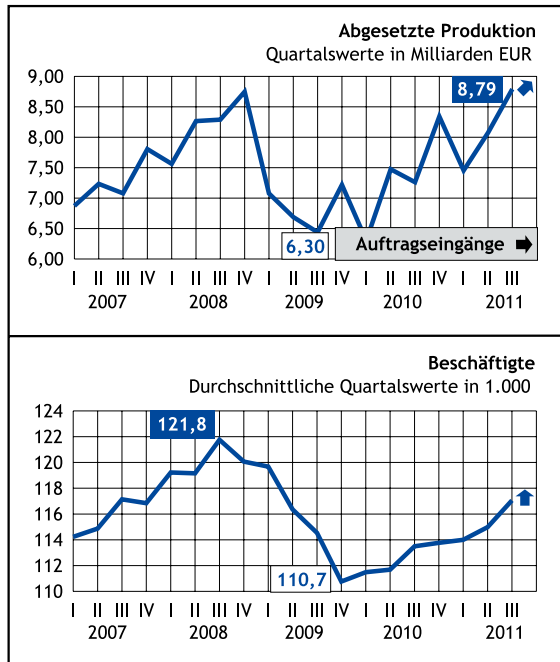 Abgesetzte Produktion
Quartalswerte in Milliarden EUR
9,00
8,50
8,00
7,50
7,00
6,50
6,00
8,79
6,30
Auftragseingänge
I II III IV I II III IV I II III IV I II III IV I II III
2007 2008 2009 2010 2011
Beschäftigte
Durchschnittliche Quartalswerte in 1.000
124
122
120
118
116
114
112
110
121,8
110,7
I II III IV I II III IV I II III IV I II III IV I II III
2007 2008 2009 2010 2011